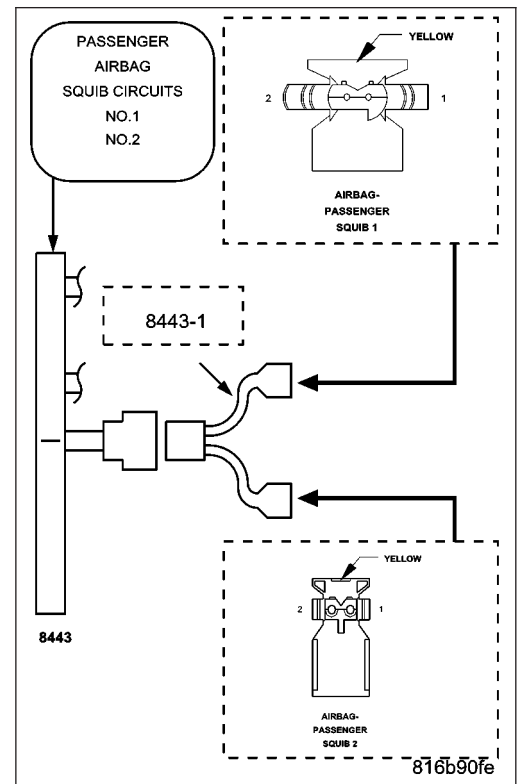 PASSENGER
AIRBAG
SQUIB CIRCUITS
NO.1
NO.2
YELLOW
2
1
AIRBAG-
PASSENGER
SQUIB 1
8443-1
8443
YELLOW
2
1
AIRBAG-
PASSENGER
SQUIB 2
816b90fe